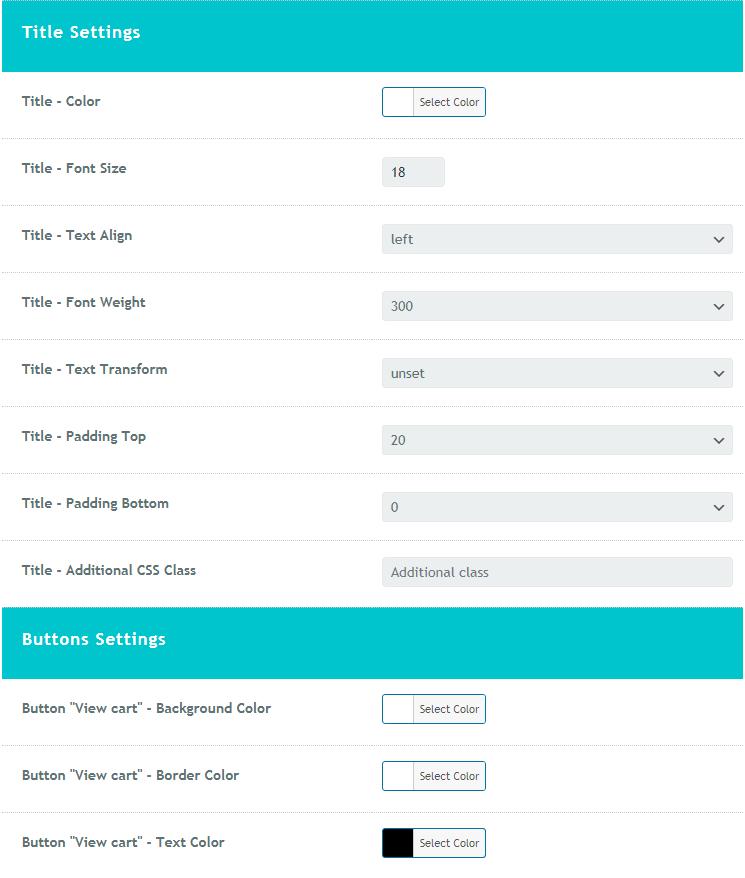 Title Settings
Title - Color
Select Color
Title - Font Size
18
Title - Text Align
left
Title - Font Weight
300
Title - Text Transform
unset
Title - Padding Top
20
Title - Padding Bottom
0
Title - Additional CSS Class
Additional class
Buttons Settings
Button "View cart" - Background Color
Select Color
Button "View cart" - Border Color
Select Color
Button "View cart" - Text Color
Select Color